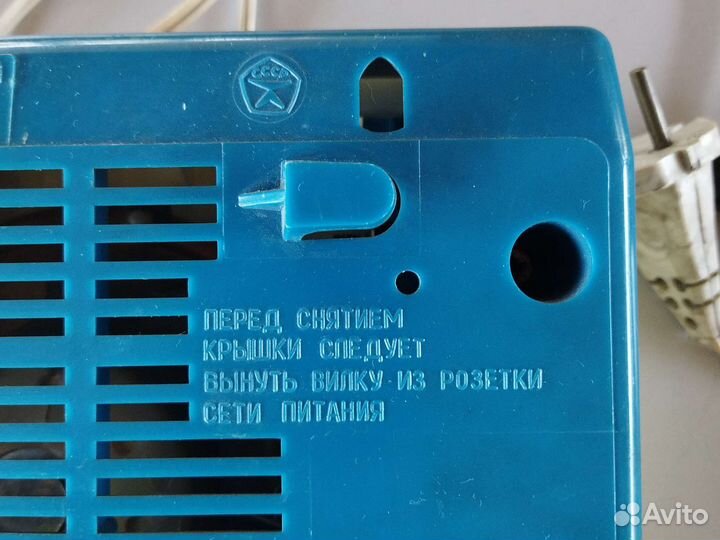 СССР
ПЕРЕД СНЯТИЕМ
КРЫШКИ СЛЕДУЕТ
ВЫНУТЬ ВИЛКУ ИЗ РОЗЕТКИ
СЕТИ ПИТАНИЯ
Avito